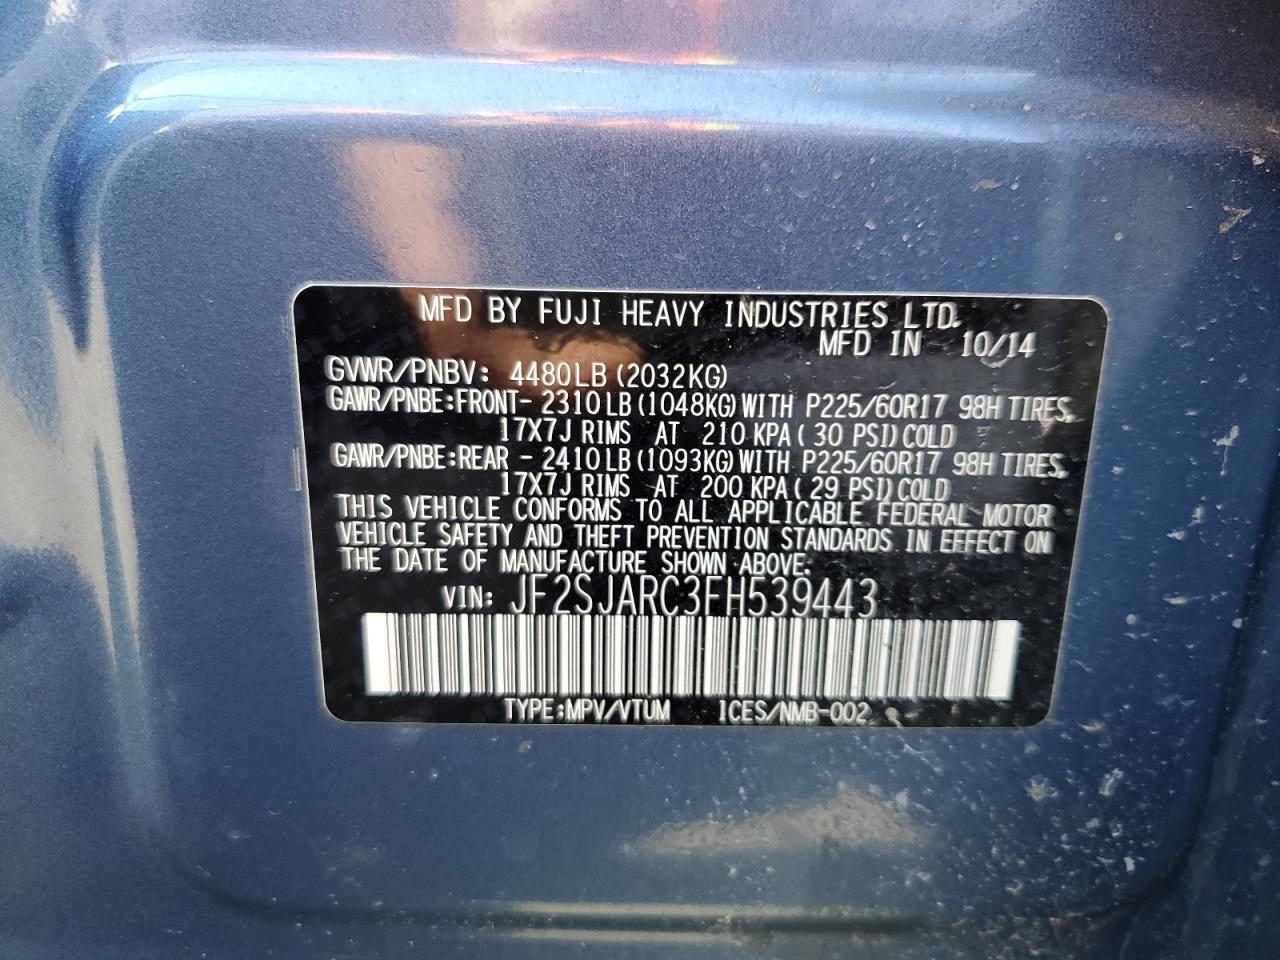 MFD BY FUJI HEAVY INDUSTRIES LTD.
MFD IN 10/14
GVWR/PNBV: 4480LB (2032KG)
GAWR/PNBE:FRONT- 2310LB(1048KG)WITH P225/60R17 98H TIRES,
17X7J RIMS AT 210 KPA( 30 PSI)COLD
GAWR/PNBE:REAR - 2410LB(1093KG)WITH P225/60R17 98H TIRES,
17X7J RIMS AT 200 KPA( 29 PSI)COLD
THIS VEHICLE CONFORMS TO ALL APPLICABLE FEDERAL MOTOR
VEHICLE SAFETY AND THEFT PREVENTION STANDARDS IN EFFECT ON
THE DATE OF MANUFACTURE SHOWN ABOVE.
VIN: JF2SJARC3FH539443
TYPE:MPV/VTUM ICES/NMB-002